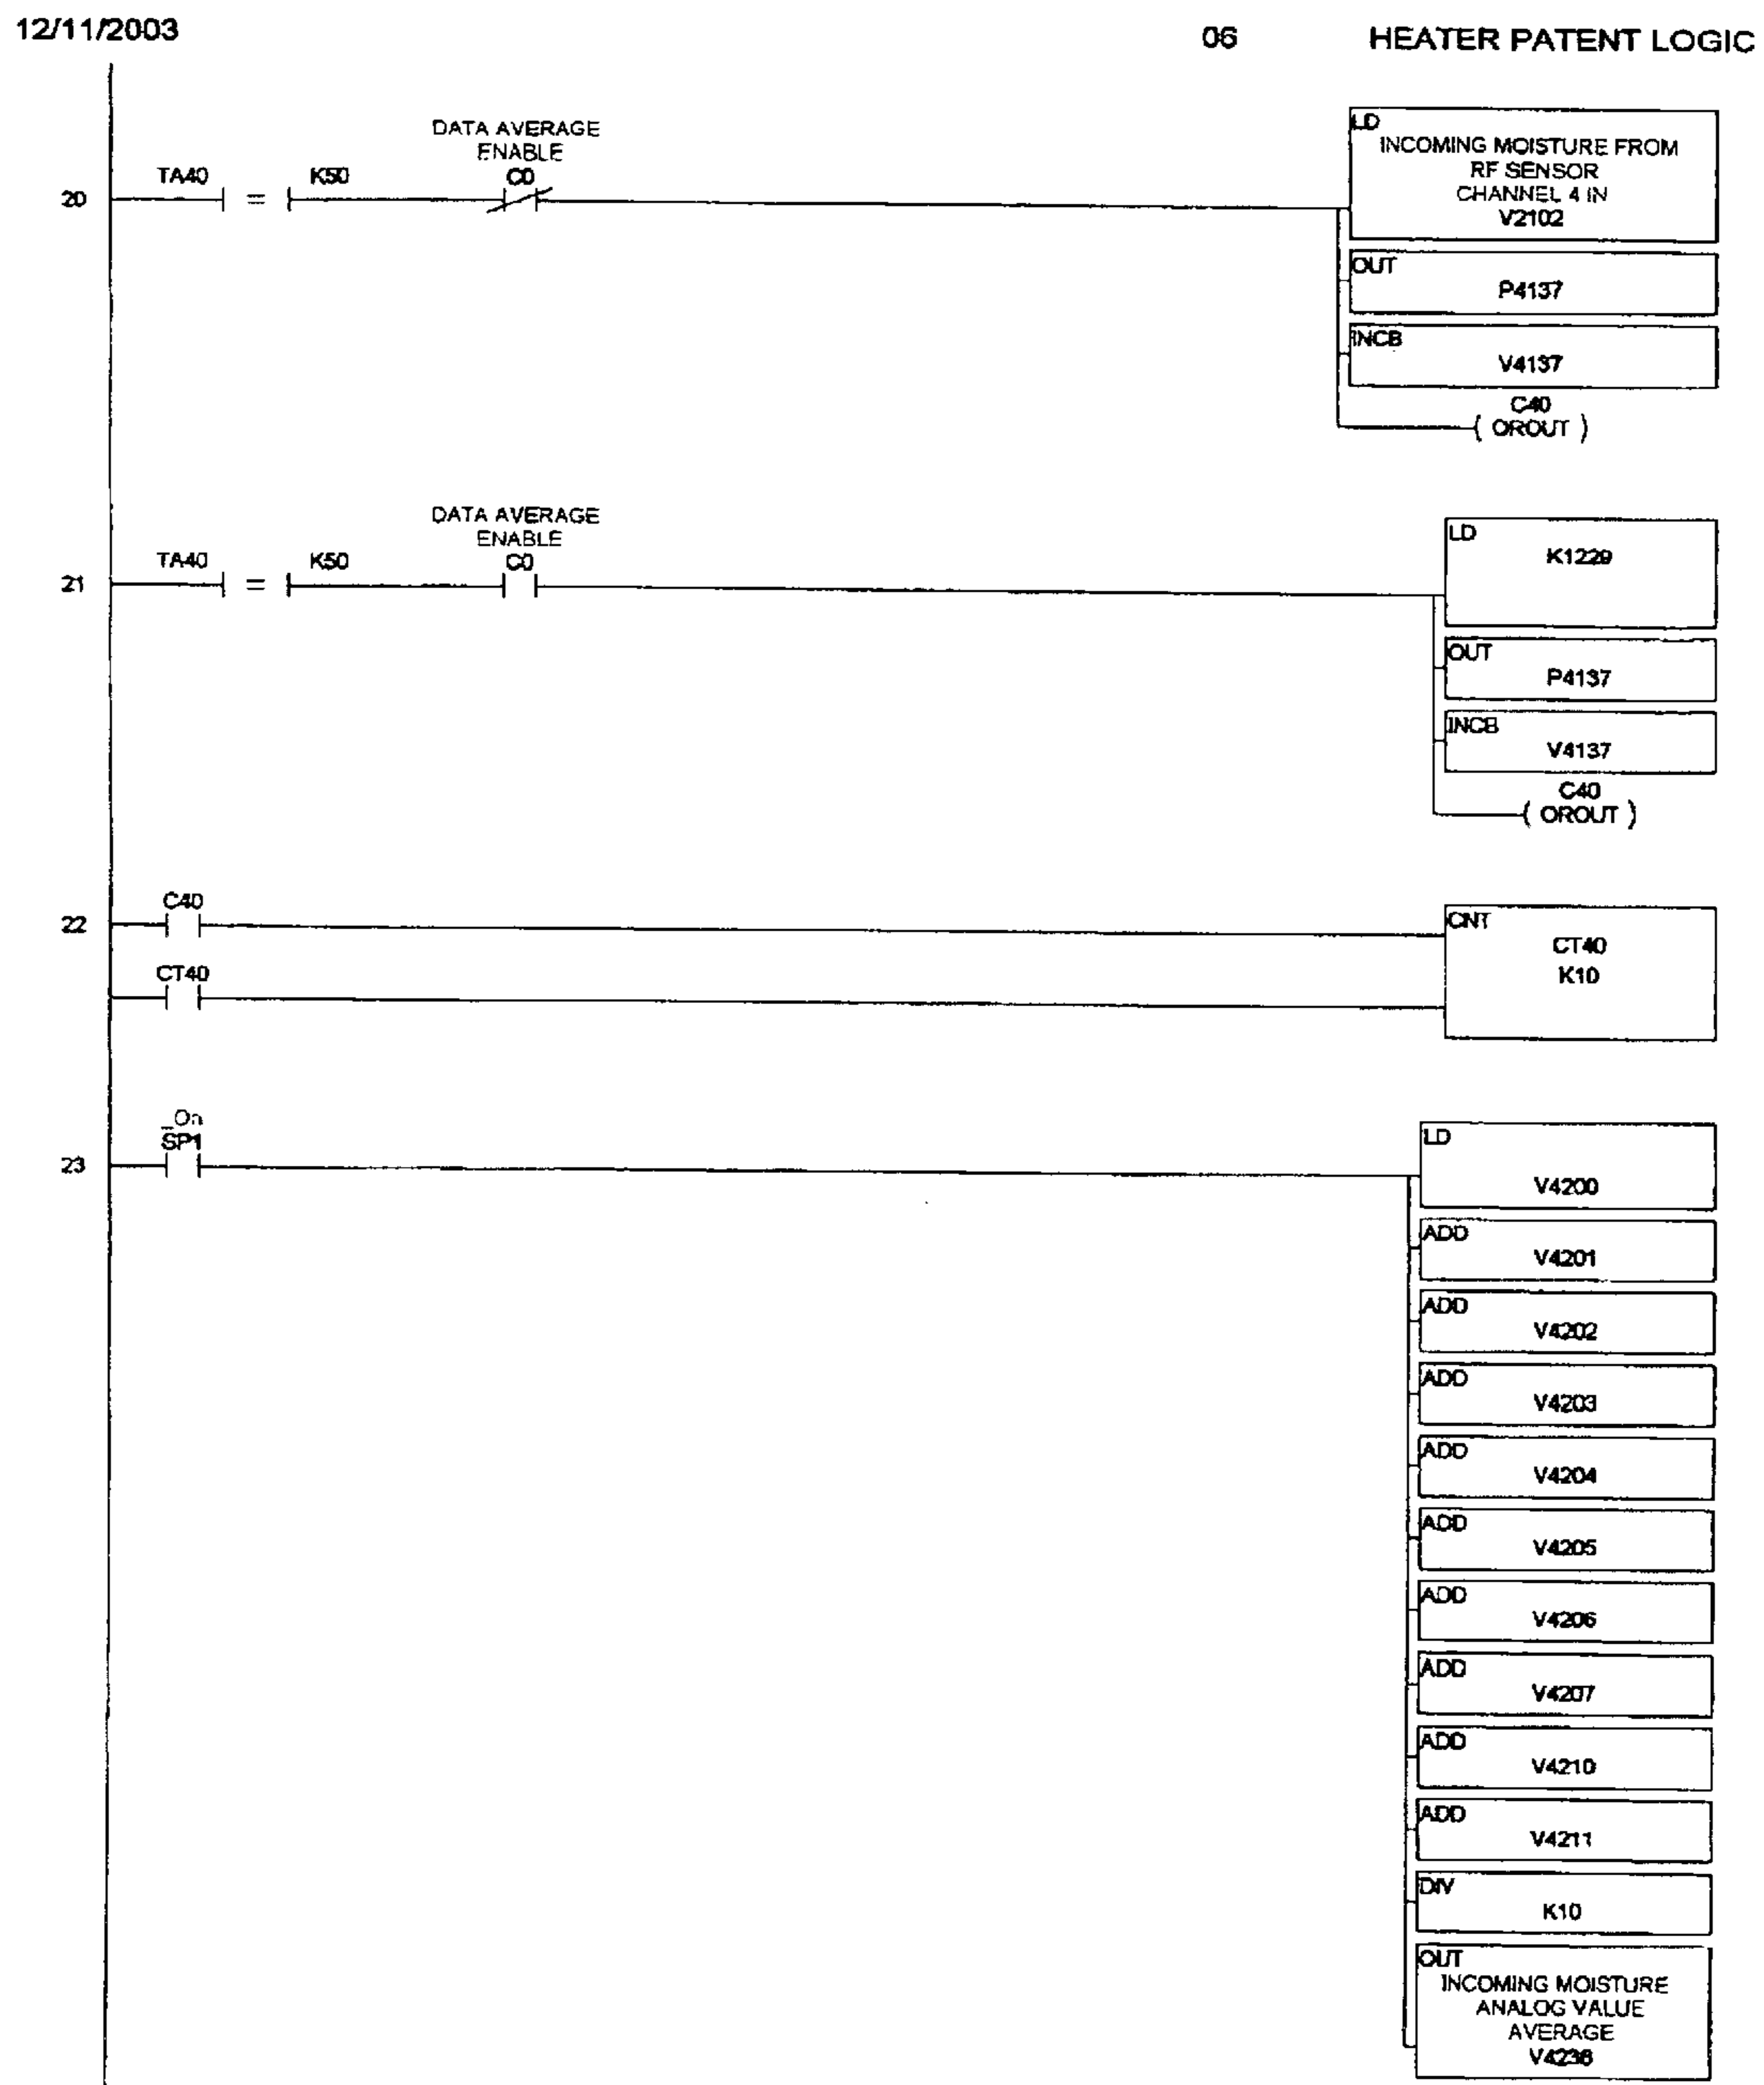 12/11/2003
06 HEATER PATENT LOGIC
DATA AVERAGE
ENABLE
20 TA40 = K50 C0
LD
INCOMING MOISTURE FROM
RF SENSOR
CHANNEL 4 IN
V2102
OUT
P4137
INCB
V4137
C40
( OROUT )
DATA AVERAGE
ENABLE
21 TA40 = K50 C0
LD
K1229
OUT
P4137
INCB
V4137
C40
( OROUT )
22 C40
CT40
CNT
CT40
K10
_On
23 SP1
LD
V4200
ADD
V4201
ADD
V4202
ADD
V4203
ADD
V4204
ADD
V4205
ADD
V4206
ADD
V4207
ADD
V4210
ADD
V4211
DIV
K10
OUT
INCOMING MOISTURE
ANALOG VALUE
AVERAGE
V4236